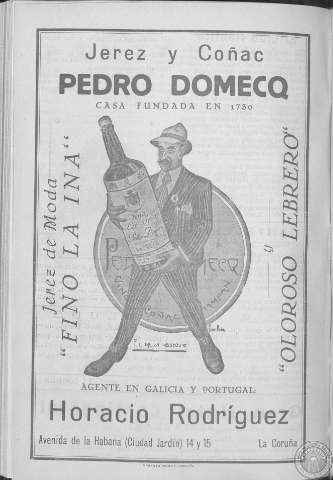 Jerez y Coñac
PEDRO DOMECQ
CASA FUNDADA EN 1730
Jerez de Moda
"FINO LA INA"
y
"OLOROSO LEBRERO"
AGENTE EN GALICIA Y PORTUGAL:
Horacio Rodríguez
Avenida de la Habana (Ciudad Jardín) 14 y 15
La Coruña